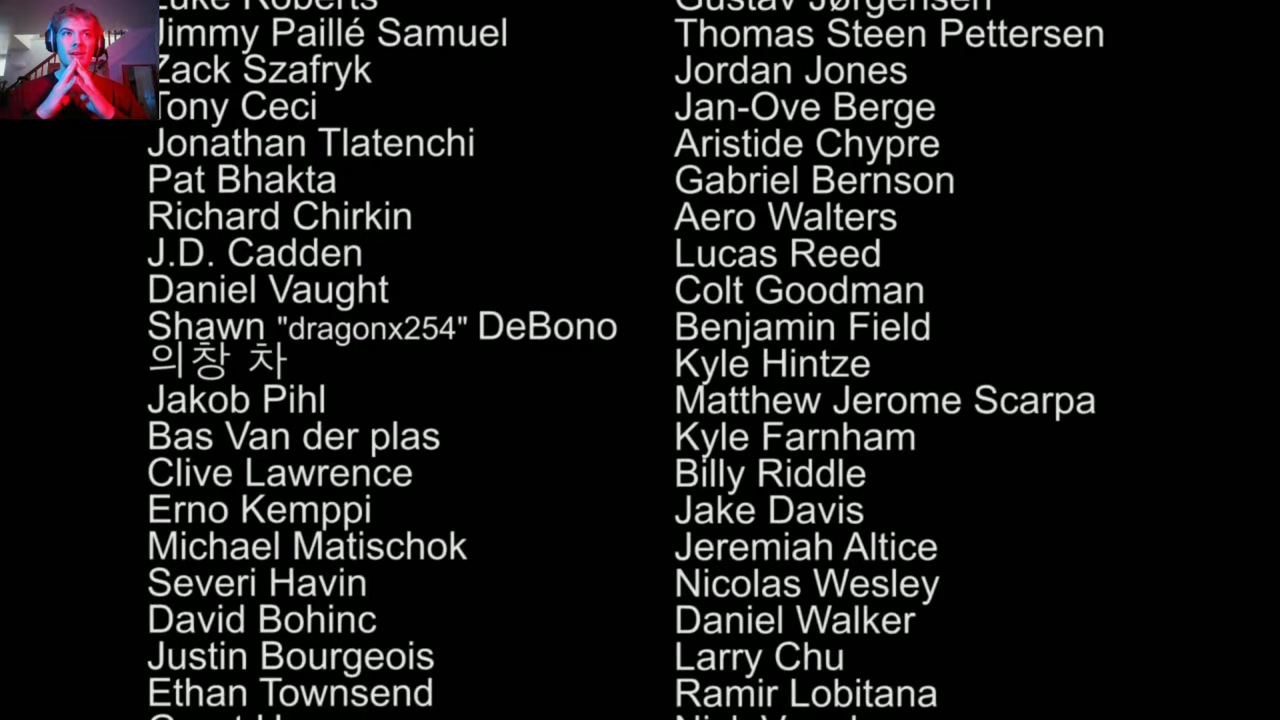 Luke Roberts
Jimmy Paillé Samuel
Zack Szafryk
Tony Ceci
Jonathan Tlatenchi
Pat Bhakta
Richard Chirkin
J.D. Cadden
Daniel Vaught
Shawn "dragonx254" DeBono
의창 차
Jakob Pihl
Bas Van der plas
Clive Lawrence
Erno Kemppi
Michael Matischok
Severi Havin
David Bohinc
Justin Bourgeois
Ethan Townsend
Gustav Jørgensen
Thomas Steen Pettersen
Jordan Jones
Jan-Ove Berge
Aristide Chypre
Gabriel Bernson
Aero Walters
Lucas Reed
Colt Goodman
Benjamin Field
Kyle Hintze
Matthew Jerome Scarpa
Kyle Farnham
Billy Riddle
Jake Davis
Jeremiah Altice
Nicolas Wesley
Daniel Walker
Larry Chu
Ramir Lobitana